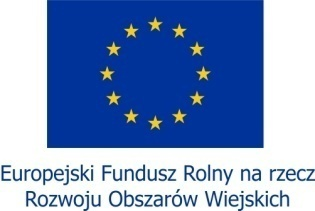 Europejski Fundusz Rolny na rzecz
Rozwoju Obszarów Wiejskich